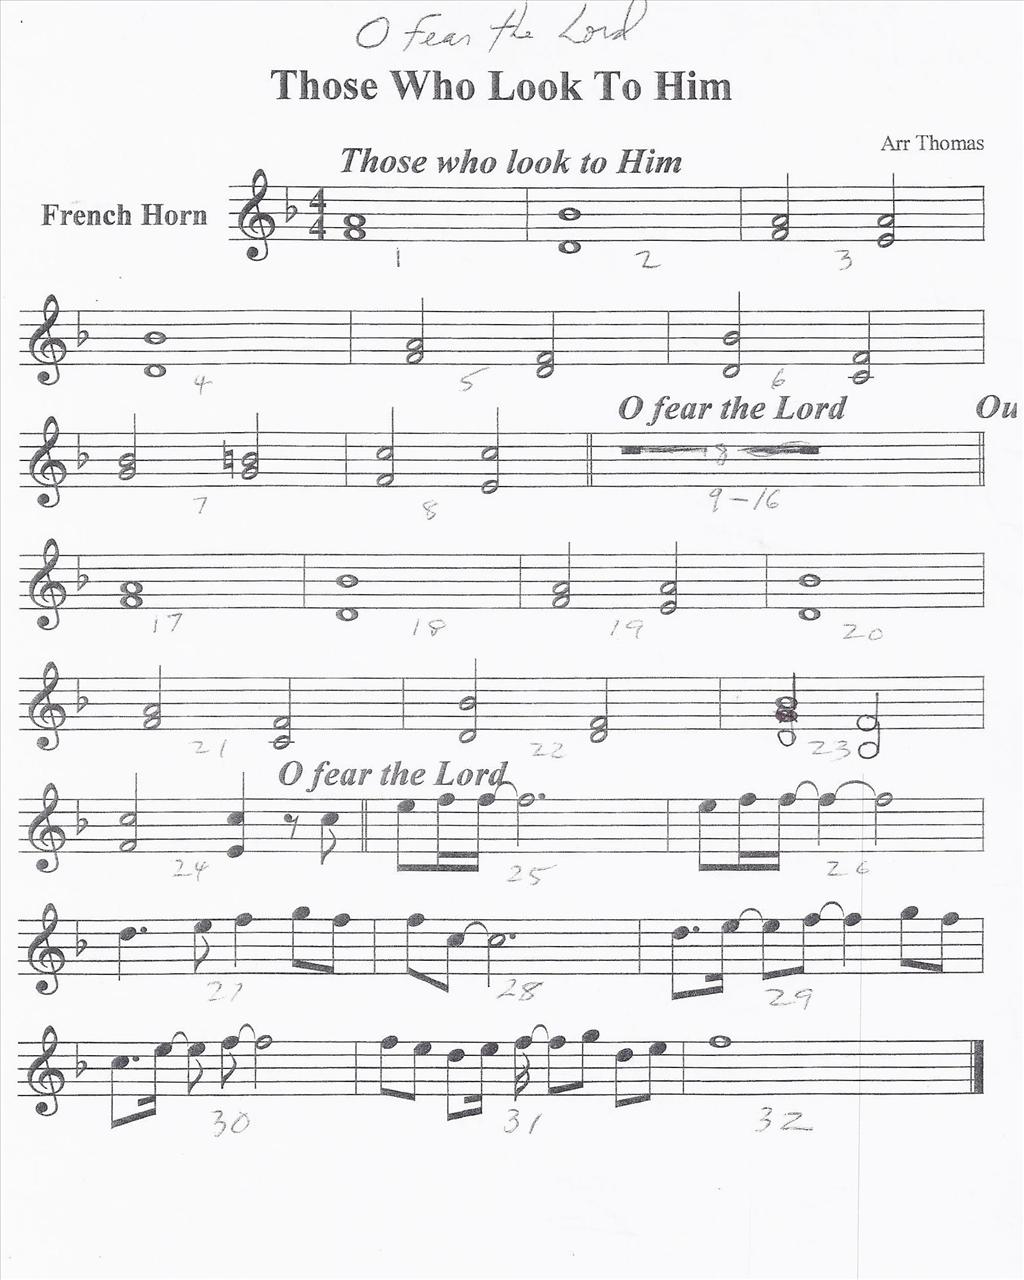 O fear the Lord
Those Who Look To Him
Arr Thomas
Those who look to Him
French Horn
4
4
1 2 3
4 5 6
O fear the Lord Ou
18
7 8 9-16
17 18 19 20
21 22 23
O fear the Lord
24 25 26
27 28 29
30 31 32